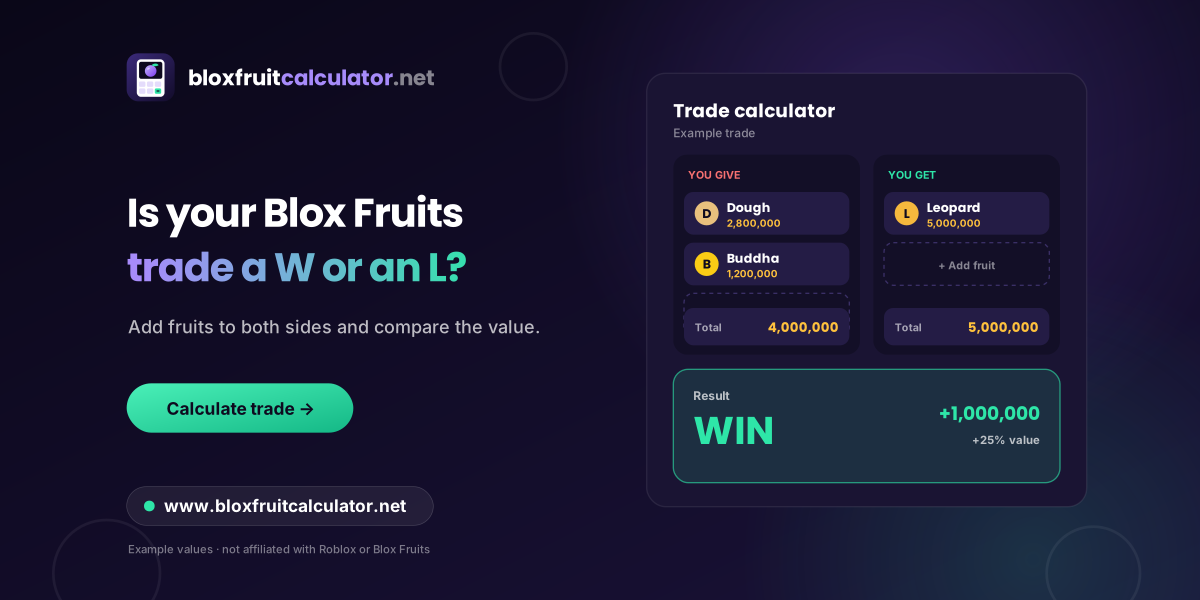 bloxfruitcalculator.net
Is your Blox Fruits
trade a W or an L?
Add fruits to both sides and compare the value.
Calculate trade →
www.bloxfruitcalculator.net
Example values · not affiliated with Roblox or Blox Fruits
Trade calculator
Example trade
YOU GIVE
D
Dough
2,800,000
B
Buddha
1,200,000
Total 4,000,000
YOU GET
L
Leopard
5,000,000
+ Add fruit
Total 5,000,000
Result
WIN
+1,000,000
+25% value